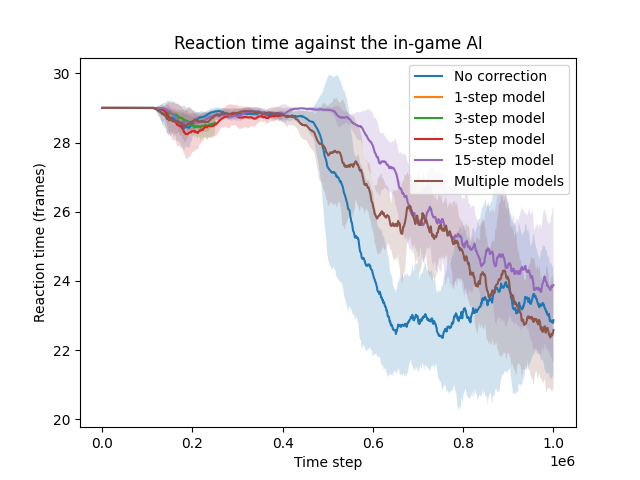 Reaction time against the in-game AI
No correction
1-step model
3-step model
5-step model
15-step model
Multiple models
Reaction time (frames)
30
28
26
24
22
20
0.0 0.2 0.4 0.6 0.8 1.0
1e6
Time step